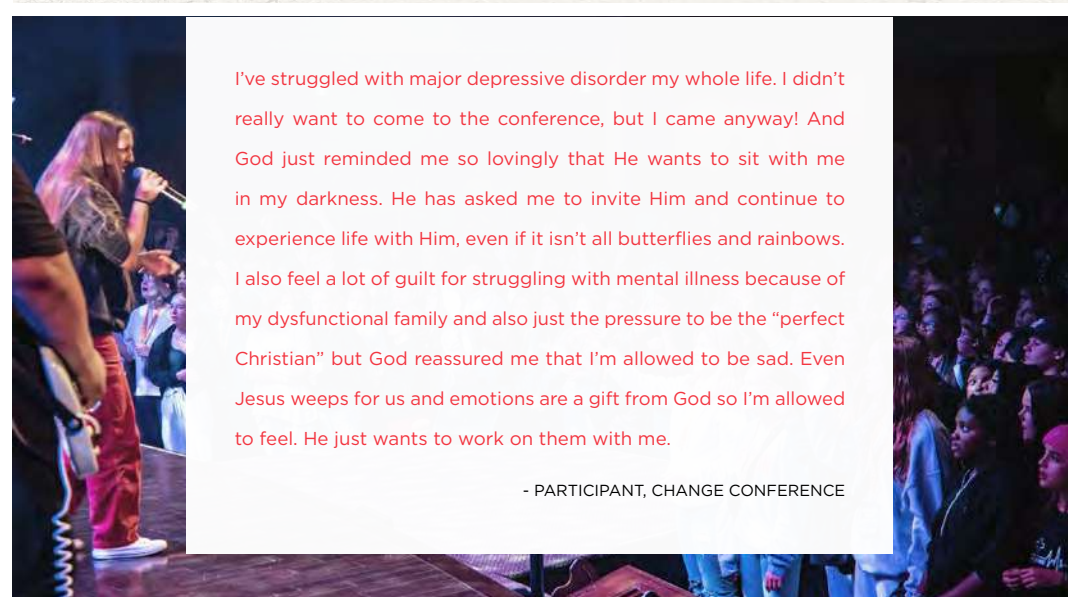 I’ve struggled with major depressive disorder my whole life. I didn’t
really want to come to the conference, but I came anyway! And
God just reminded me so lovingly that He wants to sit with me
in my darkness. He has asked me to invite Him and continue to
experience life with Him, even if it isn’t all butterflies and rainbows.
I also feel a lot of guilt for struggling with mental illness because of
my dysfunctional family and also just the pressure to be the “perfect
Christian” but God reassured me that I’m allowed to be sad. Even
Jesus weeps for us and emotions are a gift from God so I’m allowed
to feel. He just wants to work on them with me.
- PARTICIPANT, CHANGE CONFERENCE